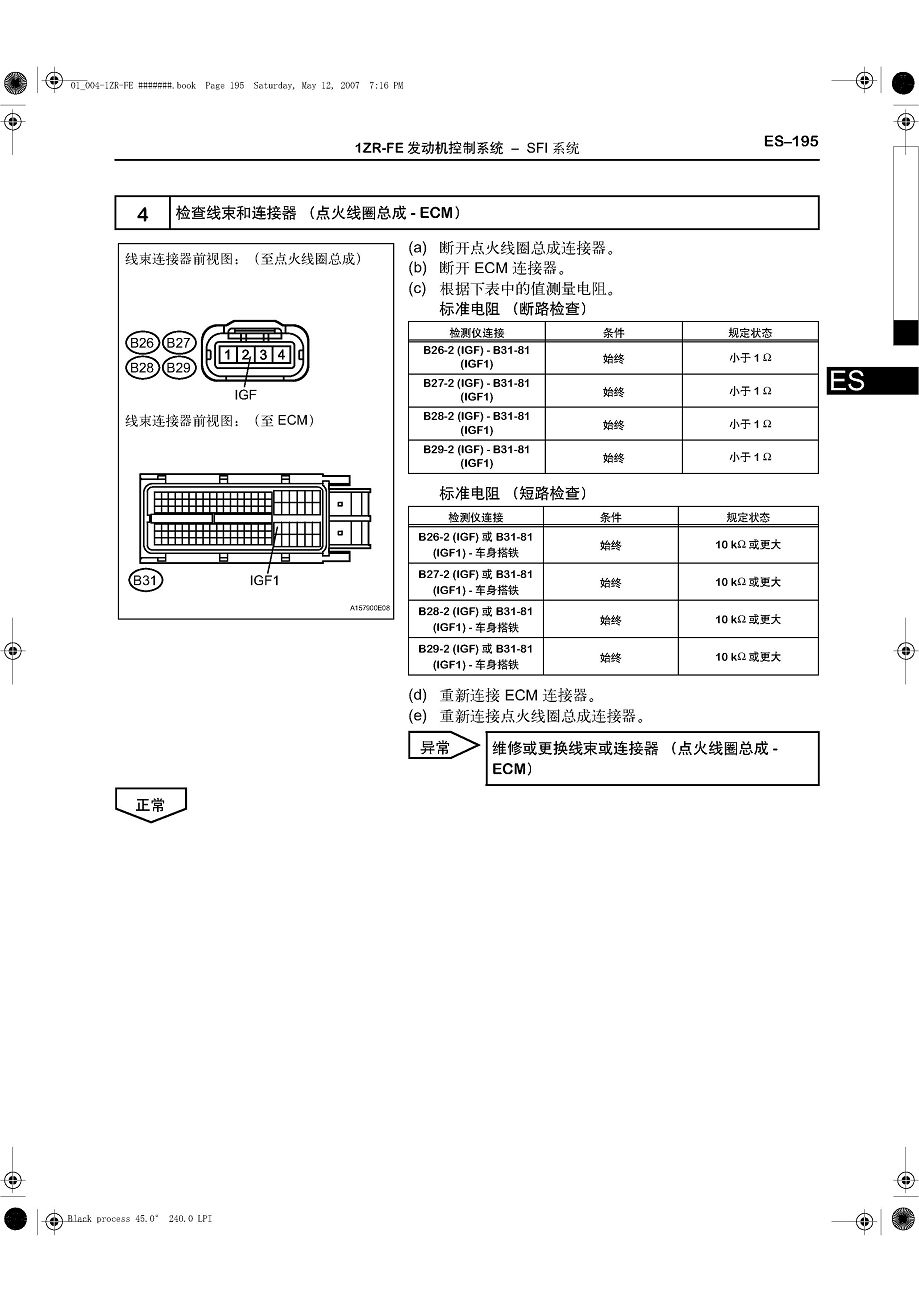 01_004-1ZR-FE #######.book Page 195 Saturday, May 12, 2007 7:16 PM
1ZR-FE 发动机控制系统 – SFI 系统
ES–195
4 检查线束和连接器 （点火线圈总成 - ECM）
线束连接器前视图：（至点火线圈总成）
B26 B27
B28 B29
1 2 3 4
IGF
线束连接器前视图：（至 ECM）
B31
IGF1
A157900E08
(a) 断开点火线圈总成连接器。
(b) 断开 ECM 连接器。
(c) 根据下表中的值测量电阻。
标准电阻 （断路检查）
检测仪连接 条件 规定状态
B26-2 (IGF) - B31-81
(IGF1) 始终 小于 1 Ω
B27-2 (IGF) - B31-81
(IGF1) 始终 小于 1 Ω
B28-2 (IGF) - B31-81
(IGF1) 始终 小于 1 Ω
B29-2 (IGF) - B31-81
(IGF1) 始终 小于 1 Ω
标准电阻 （短路检查）
检测仪连接 条件 规定状态
B26-2 (IGF) 或 B31-81
(IGF1) - 车身搭铁 始终 10 kΩ 或更大
B27-2 (IGF) 或 B31-81
(IGF1) - 车身搭铁 始终 10 kΩ 或更大
B28-2 (IGF) 或 B31-81
(IGF1) - 车身搭铁 始终 10 kΩ 或更大
B29-2 (IGF) 或 B31-81
(IGF1) - 车身搭铁 始终 10 kΩ 或更大
(d) 重新连接 ECM 连接器。
(e) 重新连接点火线圈总成连接器。
异常 维修或更换线束或连接器 （点火线圈总成 -
ECM）
正常
ES
Black process 45.0° 240.0 LPI